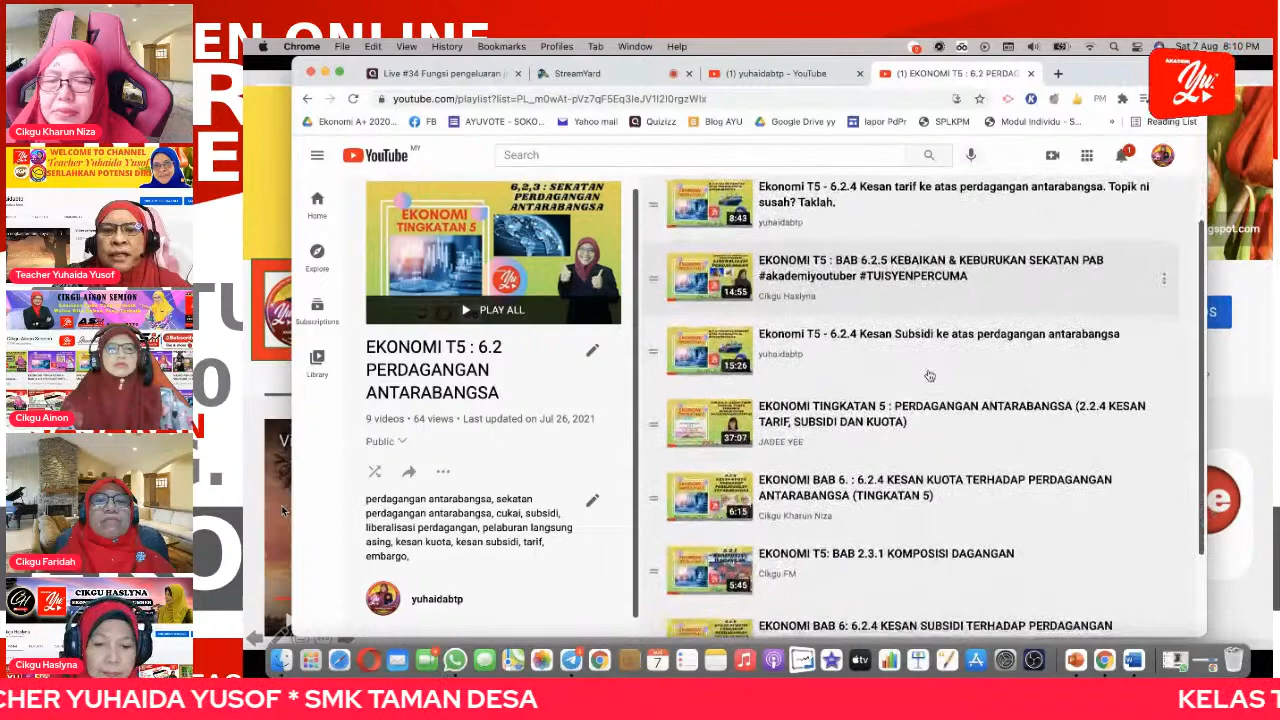 EN ONLINE
Cikgu Kharun Niza
WELCOME TO CHANNEL
Teacher Yuhaida Yusof
SERLAHKAN POTENSI DIRI
Teacher Yuhaida Yusof
CIKGU AINON SEMION
Cikgu Ainon
Cikgu Faridah
CIKGU HASLYNA
Cikgu Haslyna
Chrome File Edit View History Bookmarks Profiles Tab Window Help
Sat 7 Aug 8:10 PM
Live #34 Fungsi pengeluaran
StreamYard
(1) yuhaidabtp - YouTube
(1) EKONOMI T5 : 6.2 PERDAG
youtube.com/playlist?list=PL_m0wAt-pVz7qF5Eq3IeJV1I2I0rgzWIx
PM
Ekonomi A+ 2020...
FB
AYUVOTE - SOKO...
Yahoo mail
Quizizz
Blog AYU
Google Drive yy
lapor PdPr
SPLKPM
Modul Individu - S...
Reading List
YouTube MY
Search
1
Home
Explore
Subscriptions
Library
6,2,3 : SEKATAN
PERDAGANGAN
ANTARABANGSA
EKONOMI
TINGKATAN 5
PLAY ALL
EKONOMI T5 : 6.2
PERDAGANGAN
ANTARABANGSA
9 videos • 64 views • Last updated on Jul 26, 2021
Public
perdagangan antarabangsa, sekatan
perdagangan antarabangsa, cukai, subsidi,
liberalisasi perdagangan, pelaburan langsung
asing, kesan kuota, kesan subsidi, tarif,
embargo,
yuhaidabtp
Ekonomi T5 - 6.2.4 Kesan tarif ke atas perdagangan antarabangsa. Topik ni
susah? Taklah.
yuhaidabtp
8:43
EKONOMI T5 : BAB 6.2.5 KEBAIKAN & KEBURUKAN SEKATAN PAB
#akademiyoutuber #TUISYENPERCUMA
Cikgu Haslyna
14:55
Ekonomi T5 - 6.2.4 Kesan Subsidi ke atas perdagangan antarabangsa
yuhaidabtp
15:26
EKONOMI TINGKATAN 5 : PERDAGANGAN ANTARABANGSA (2.2.4 KESAN
TARIF, SUBSIDI DAN KUOTA)
JADEE YEE
37:07
EKONOMI BAB 6. : 6.2.4 KESAN KUOTA TERHADAP PERDAGANGAN
ANTARABANGSA (TINGKATAN 5)
Cikgu Kharun Niza
6:15
EKONOMI T5: BAB 2.3.1 KOMPOSISI DAGANGAN
Cikgu FM
5:45
EKONOMI BAB 6: 6.2.4 KESAN SUBSIDI TERHADAP PERDAGANGAN
gspot.com
CHER YUHAIDA YUSOF * SMK TAMAN DESA
KELAS T